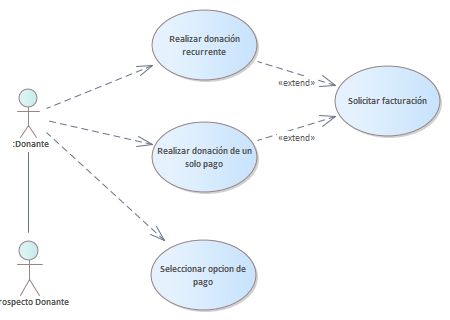 Realizar donación
recurrente
«extend»
Solicitar facturación
:Donante
Realizar donación de un
solo pago
«extend»
Seleccionar opcion de
pago
rospecto Donante